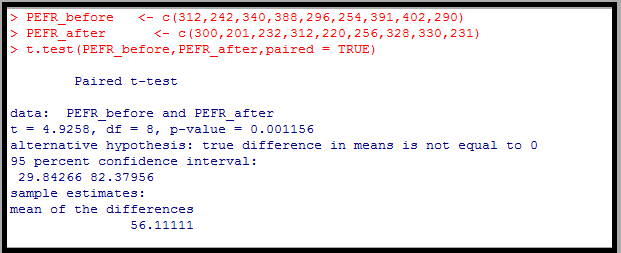 > PEFR_before   <- c(312,242,340,388,296,254,391,402,290)
> PEFR_after      <- c(300,201,232,312,220,256,328,330,231)
> t.test(PEFR_before,PEFR_after,paired = TRUE)
Paired t-test
data:  PEFR_before and PEFR_after
t = 4.9258, df = 8, p-value = 0.001156
alternative hypothesis: true difference in means is not equal to 0
95 percent confidence interval:
29.84266 82.37956
sample estimates:
mean of the differences
56.11111